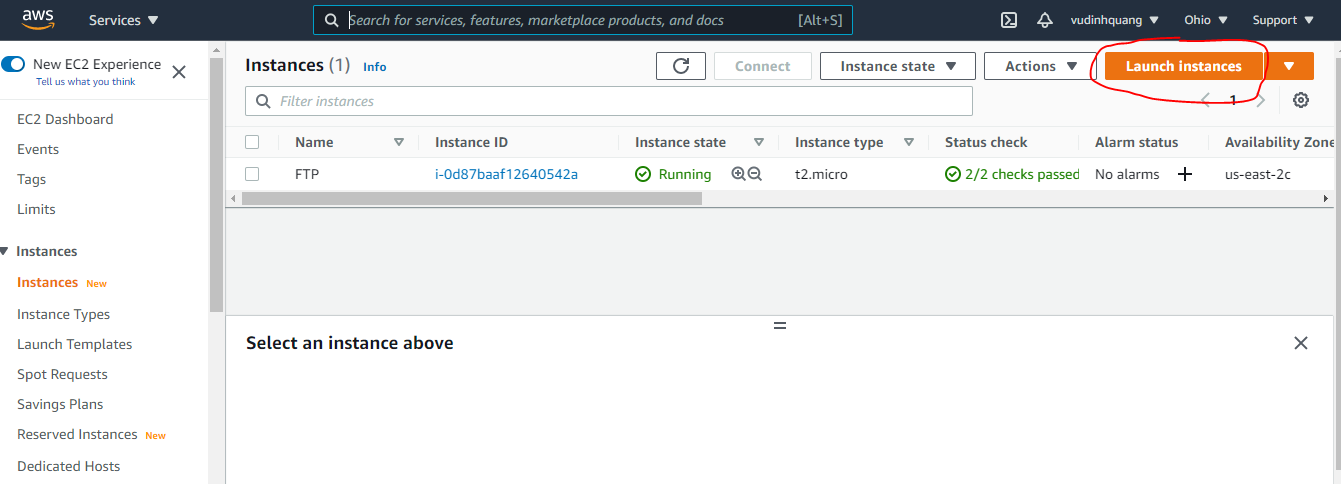 aws Services Search for services, features, marketplace products, and docs [Alt+S] vudinhquang Ohio Support
New EC2 Experience
Tell us what you think
EC2 Dashboard
Events
Tags
Limits
Instances
Instances New
Instance Types
Launch Templates
Spot Requests
Savings Plans
Reserved Instances New
Dedicated Hosts
Instances (1) Info Connect Instance state Actions Launch instances
Filter instances 1
Name Instance ID Instance state Instance type Status check Alarm status Availability Zone
FTP i-0d87baaf12640542a Running t2.micro 2/2 checks passed No alarms us-east-2c
Select an instance above